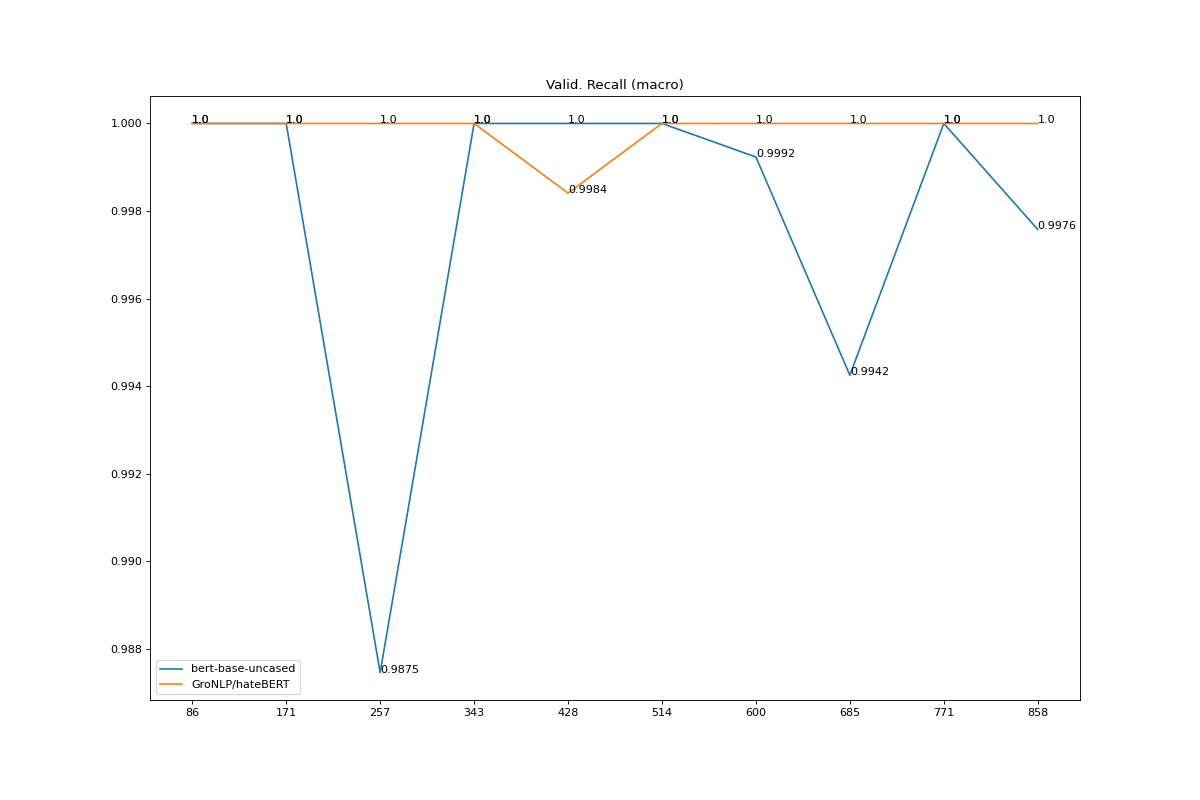 Valid. Recall (macro)
1.000
0.998
0.996
0.994
0.992
0.990
0.988
1.0 1.0 1.0 1.0 1.0 1.0 1.0 1.0 1.0 1.0
0.9992
0.9984
0.9976
0.9942
0.9875
bert-base-uncased
GroNLP/hateBERT
86 171 257 343 428 514 600 685 771 858